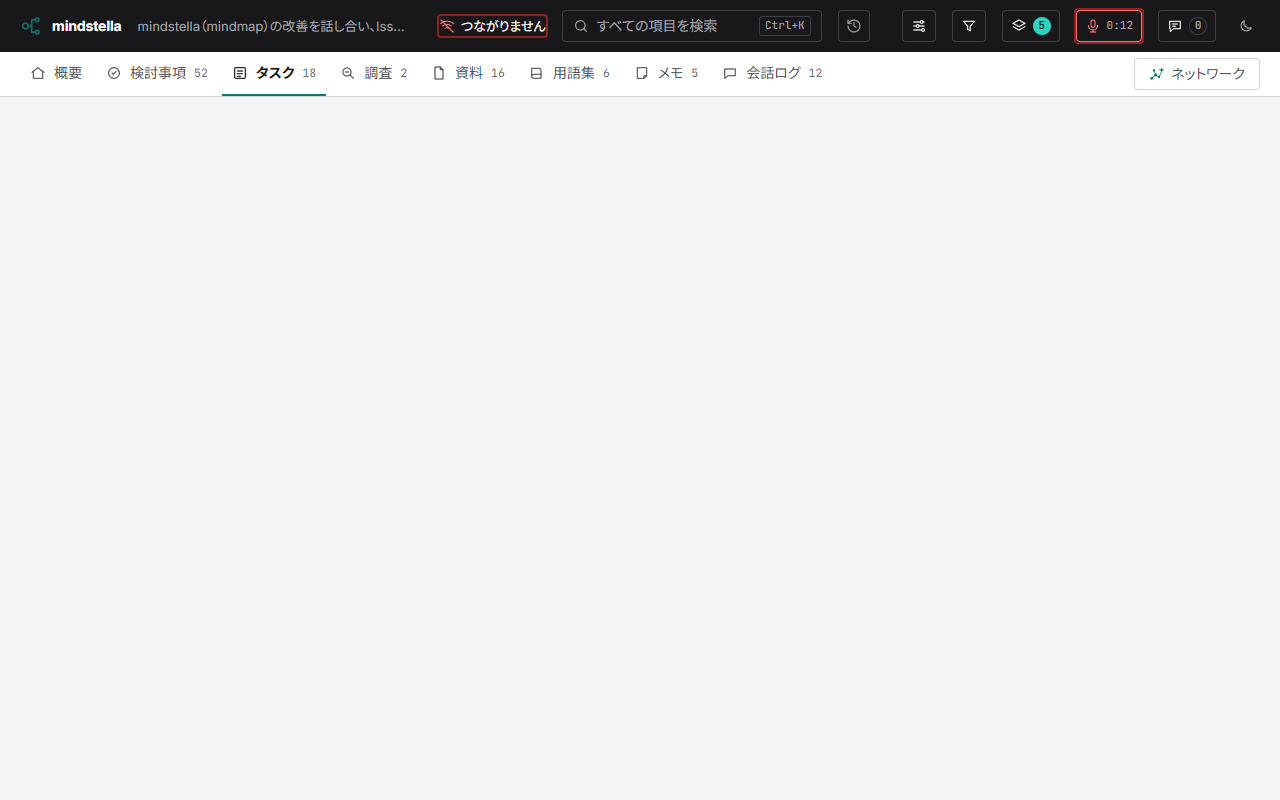 mindstella mindstella（mindmap）の改善を話し合い、Iss... つながりません すべての項目を検索 Ctrl+K 5 0:12 0
概要 検討事項 52 タスク 18 調査 2 資料 16 用語集 6 メモ 5 会話ログ 12 ネットワーク